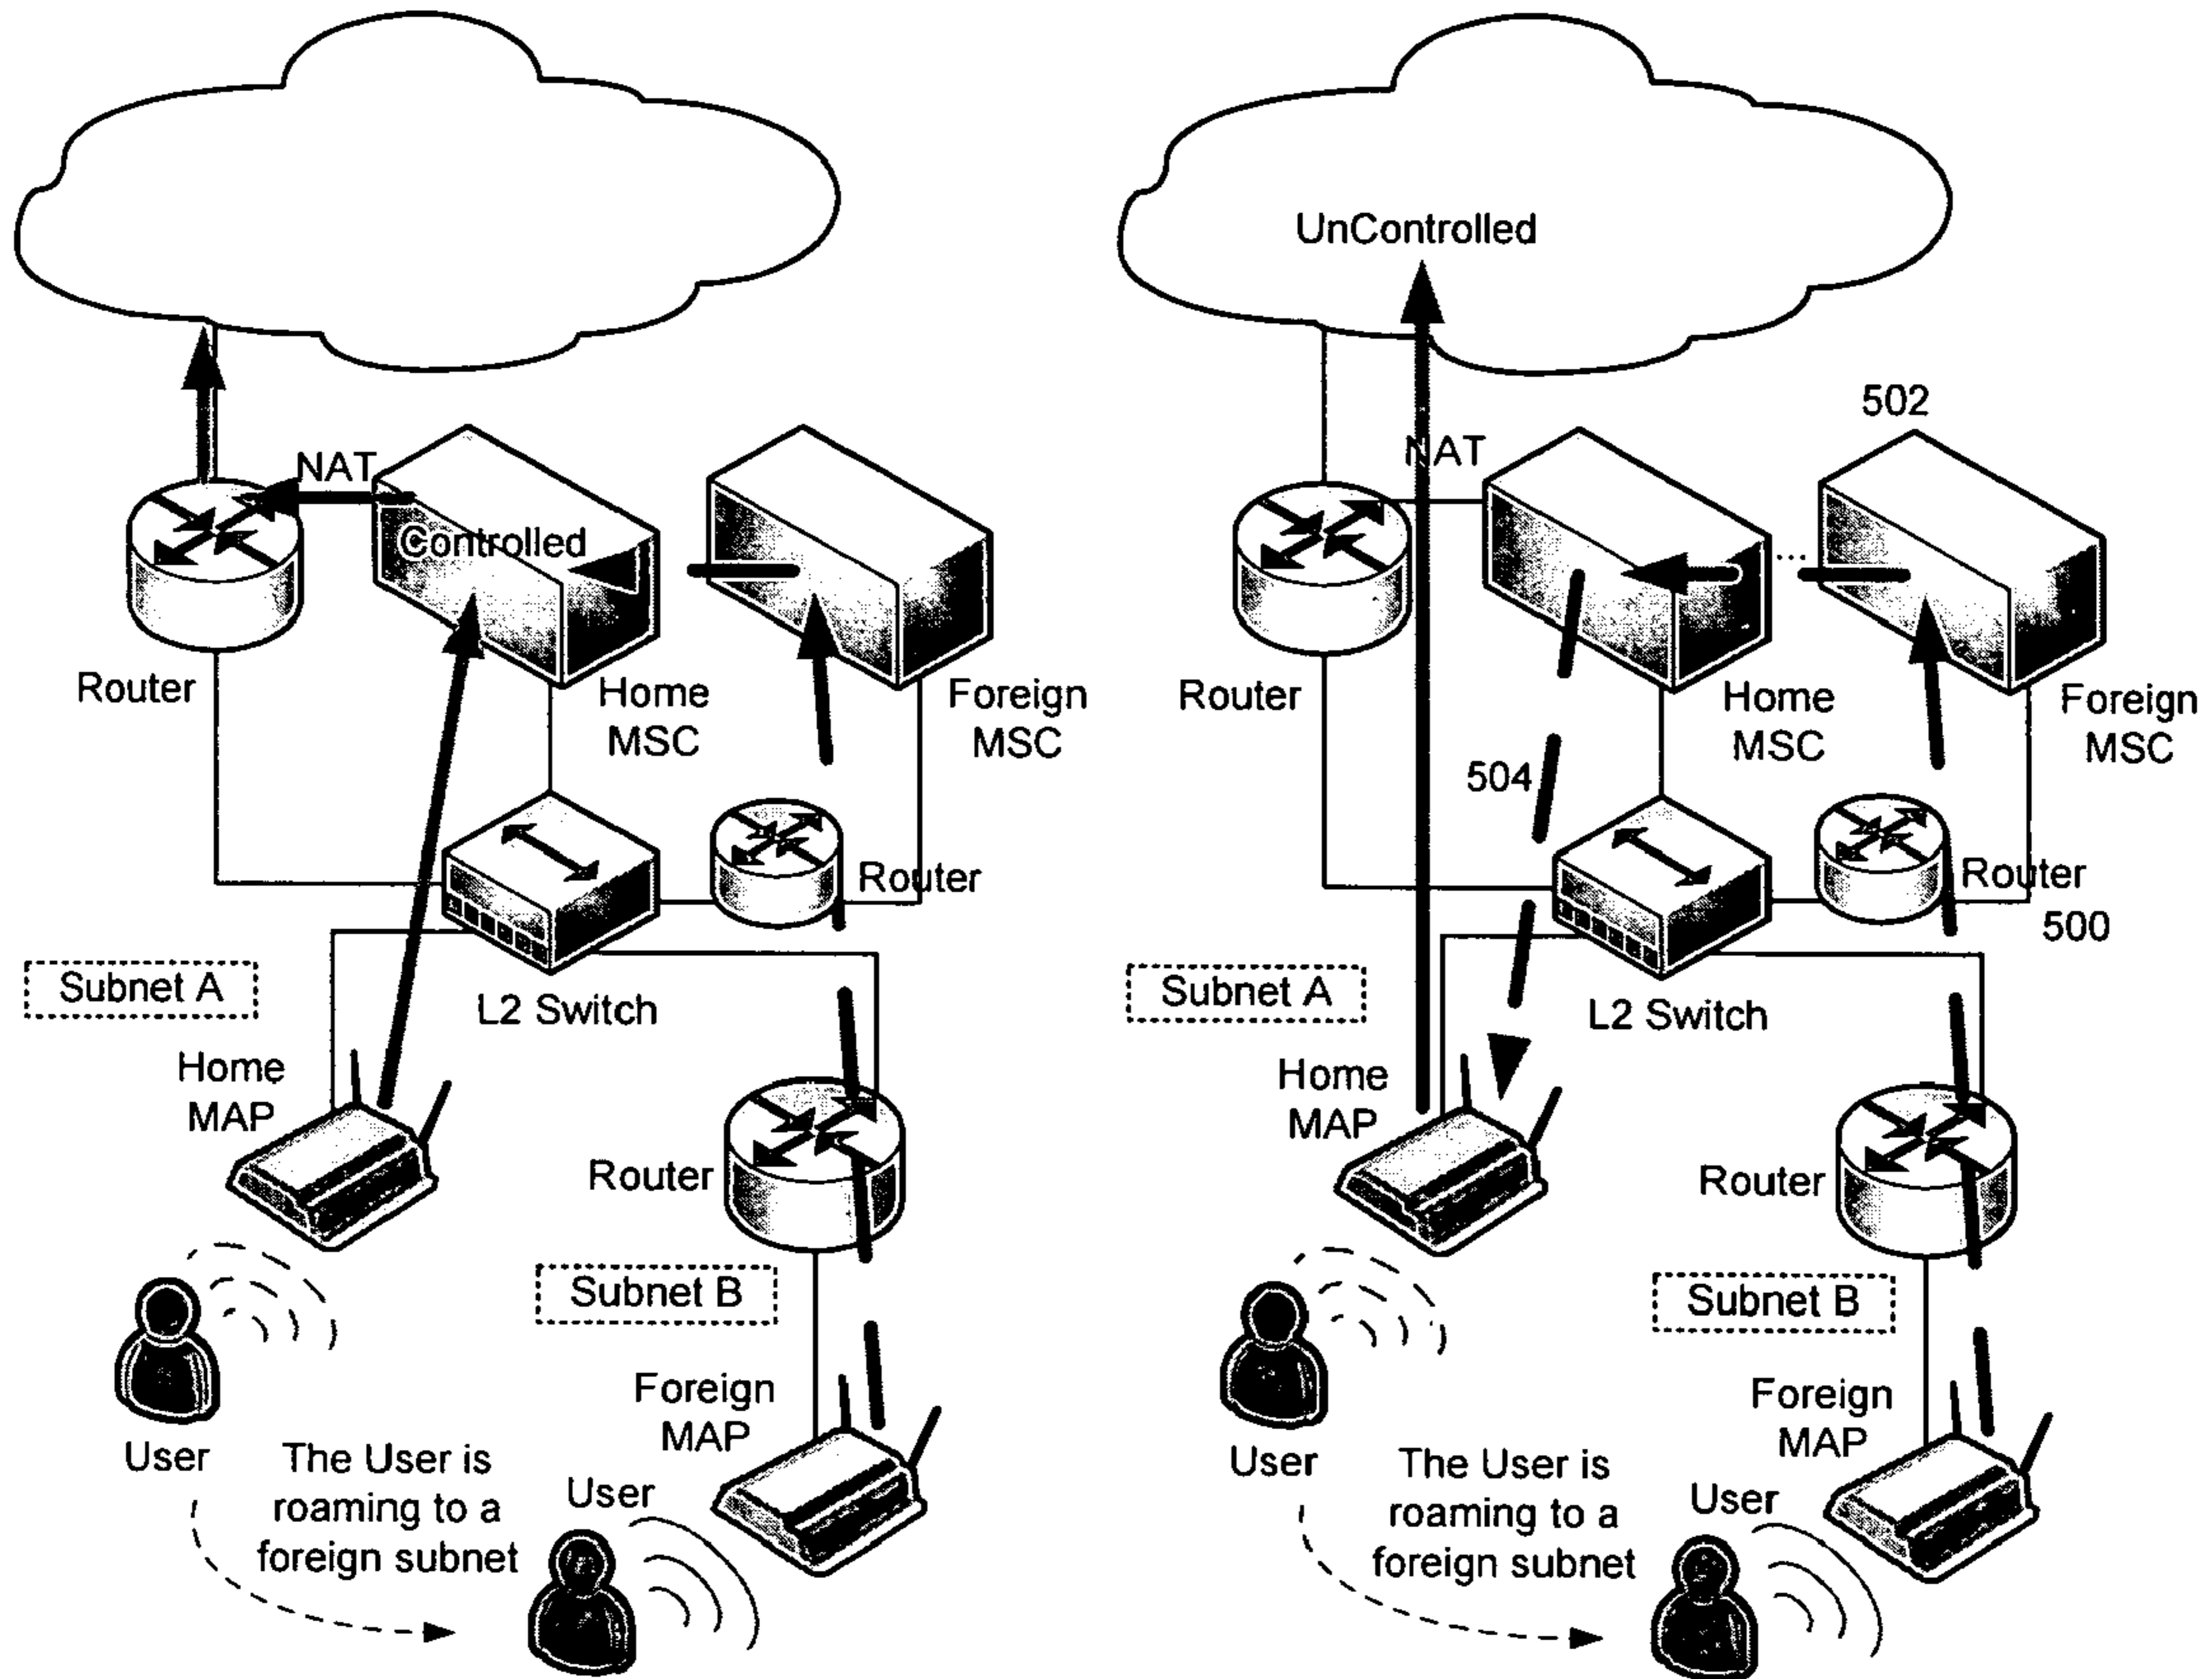 NAT
Controlled
Router
Home
MSC
Foreign
MSC
Router
Subnet A
L2 Switch
Home
MAP
Router
Subnet B
Foreign
MAP
User
The User is
roaming to a
foreign subnet
User
UnControlled
502
NAT
Router
Home
MSC
Foreign
MSC
504
Router
500
Subnet A
L2 Switch
Home
MAP
Router
Subnet B
Foreign
MAP
User
The User is
roaming to a
foreign subnet
User